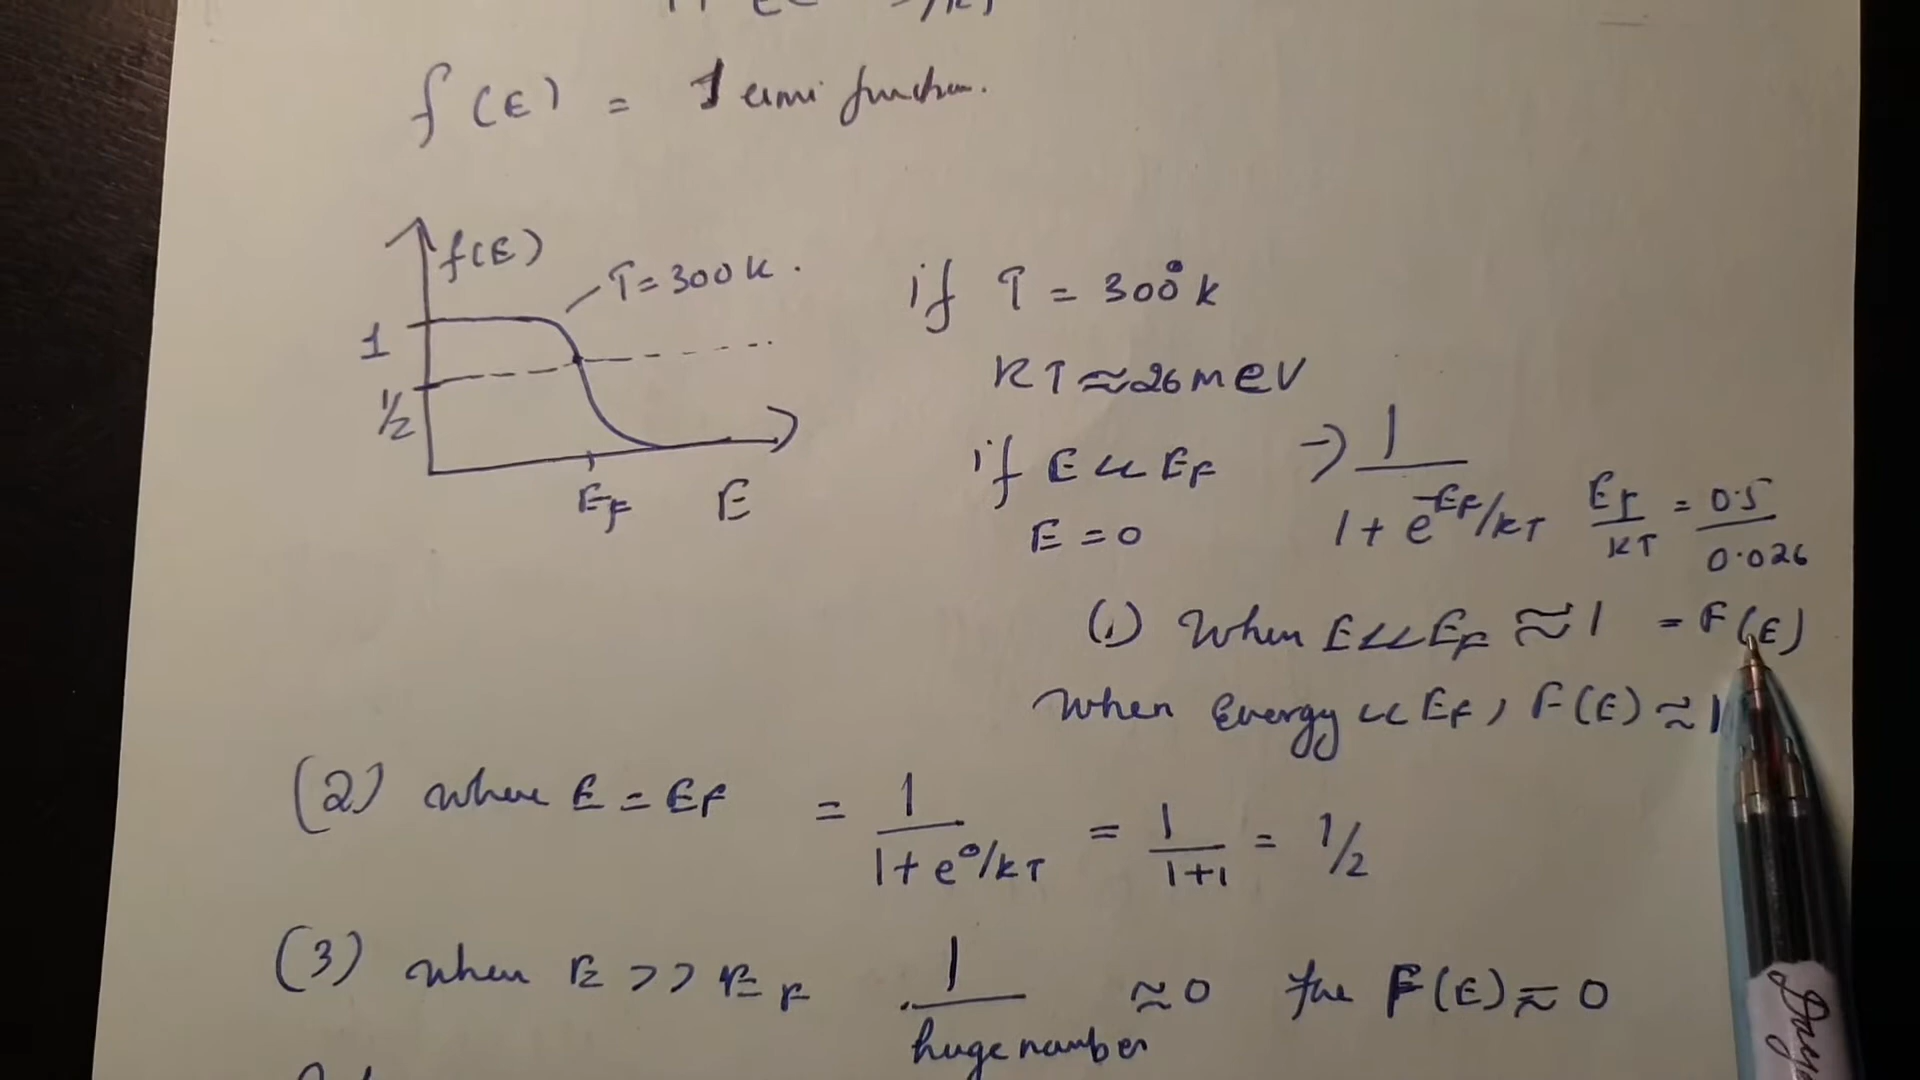 f(E) = Fermi function.
f(E)
T = 300 K.
1
1/2
EF
E
if T = 300°K
KT ≈ 26 meV
if E << EF → 1 / 1 + e^-EF/KT
E = 0
EF / KT = 0.5 / 0.026
(1) When E << EF ≈ 1 = F(E)
When Energy << EF, F(E) ≈ 1
(2) where E = EF = 1 / 1 + e^0/KT = 1 / 1+1 = 1/2
(3) when E >> EF 1 / huge number ≈ 0 the F(E) ≈ 0